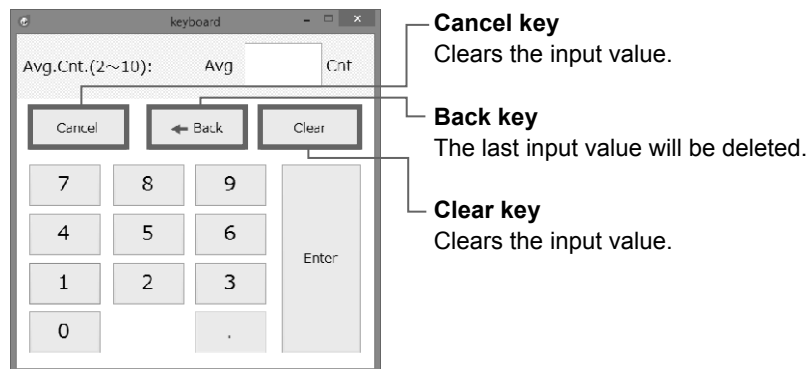 keyboard
Avg.Cnt.(2~10): Avg Cnt
Cancel ← Back Clear
7 8 9
4 5 6
Enter
1 2 3
0 .
Cancel key
Clears the input value.
Back key
The last input value will be deleted.
Clear key
Clears the input value.